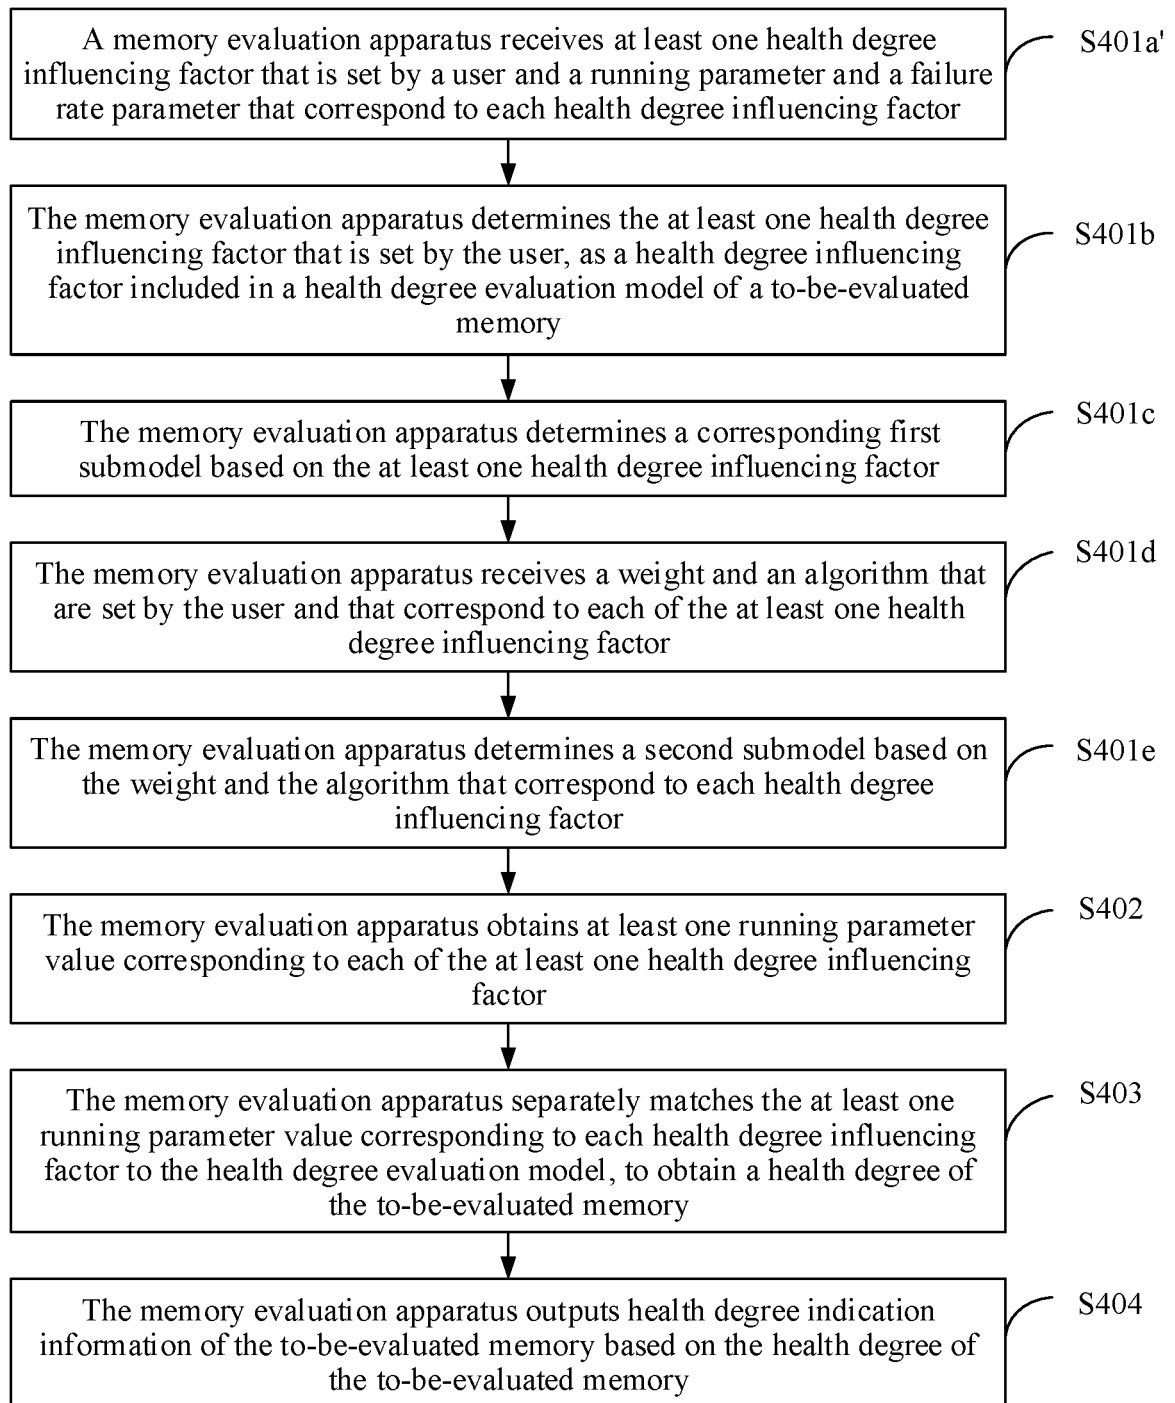 A memory evaluation apparatus receives at least one health degree
influencing factor that is set by a user and a running parameter and a failure
rate parameter that correspond to each health degree influencing factor
S401a'
The memory evaluation apparatus determines the at least one health degree
influencing factor that is set by the user, as a health degree influencing
factor included in a health degree evaluation model of a to-be-evaluated
memory
S401b
The memory evaluation apparatus determines a corresponding first
submodel based on the at least one health degree influencing factor
S401c
The memory evaluation apparatus receives a weight and an algorithm that
are set by the user and that correspond to each of the at least one health
degree influencing factor
S401d
The memory evaluation apparatus determines a second submodel based on
the weight and the algorithm that correspond to each health degree
influencing factor
S401e
The memory evaluation apparatus obtains at least one running parameter
value corresponding to each of the at least one health degree influencing
factor
S402
The memory evaluation apparatus separately matches the at least one
running parameter value corresponding to each health degree influencing
factor to the health degree evaluation model, to obtain a health degree of
the to-be-evaluated memory
S403
The memory evaluation apparatus outputs health degree indication
information of the to-be-evaluated memory based on the health degree of
the to-be-evaluated memory
S404